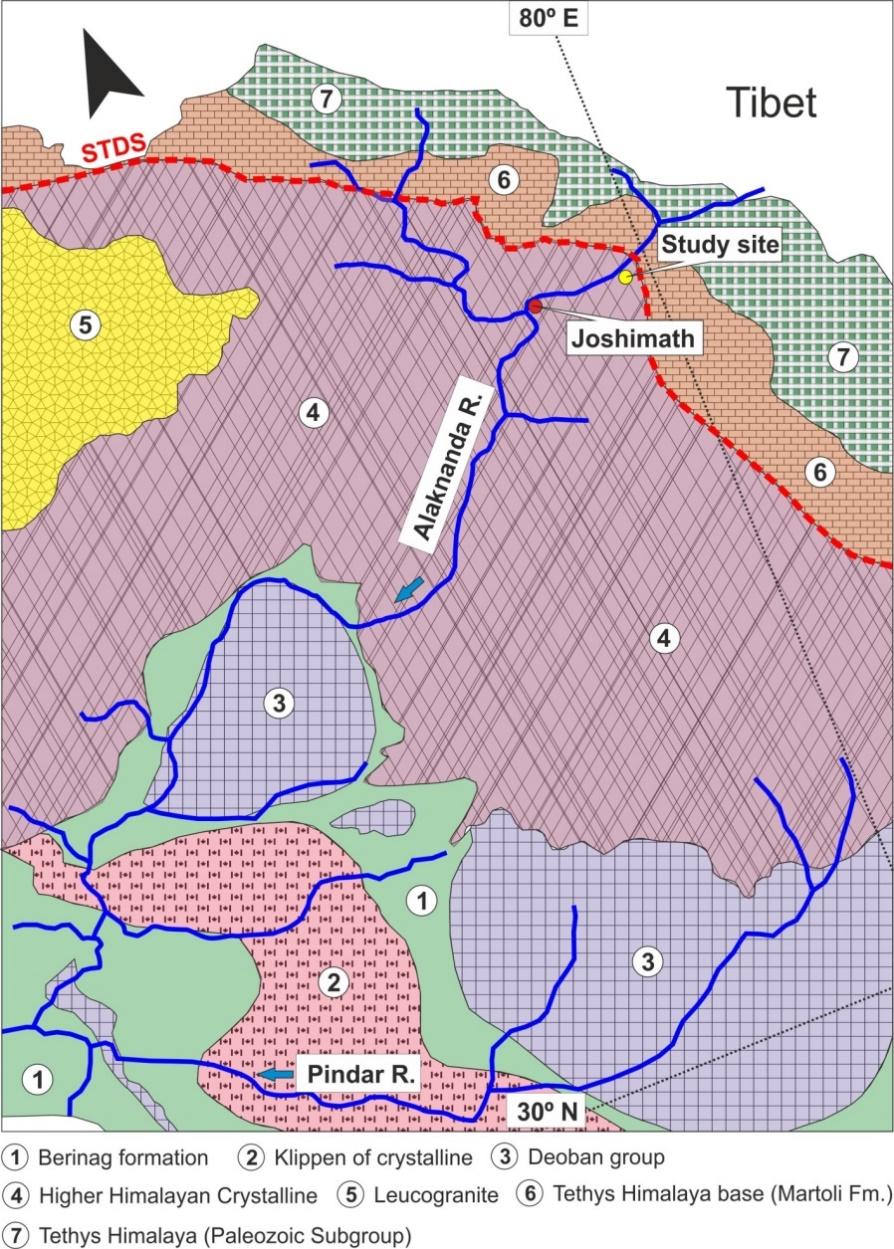 80º E
7
Tibet
STDS
6
Study site
5
Joshimath
7
4
Alaknanda R.
6
4
3
1
3
2
1
Pindar R.
30º N
1 Berinag formation 2 Klippen of crystalline 3 Deoban group
4 Higher Himalayan Crystalline 5 Leucogranite 6 Tethys Himalaya base (Martoli Fm.)
7 Tethys Himalaya (Paleozoic Subgroup)